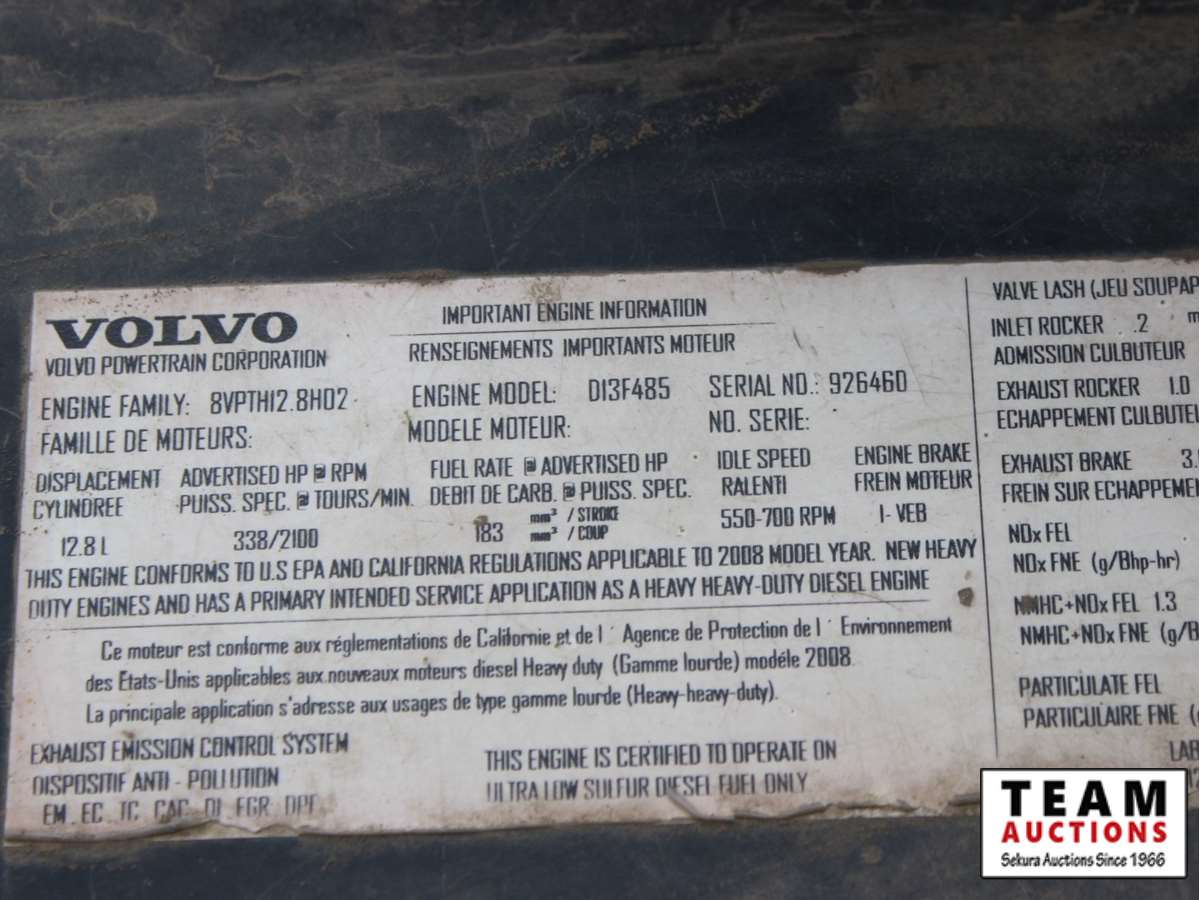 VOLVO
VOLVO POWERTRAIN CORPORATION
IMPORTANT ENGINE INFORMATION
RENSEIGNEMENTS IMPORTANTS MOTEUR
ENGINE FAMILY: 8VPTH12.8H02
ENGINE MODEL: D13F485
SERIAL NO.: 926460
FAMILLE DE MOTEURS:
MODELE MOTEUR:
NO. SERIE:
DISPLACEMENT
CYLINDREE
12.8 L
ADVERTISED HP @ RPM
PUISS. SPEC. @ TOURS/MIN.
338/2100
FUEL RATE @ ADVERTISED HP
DEBIT DE CARB. @ PUISS. SPEC.
183 mm³ / STROKE
mm³ / COUP
IDLE SPEED
RALENTI
550-700 RPM
ENGINE BRAKE
FREIN MOTEUR
I- VEB
THIS ENGINE CONFORMS TO U.S EPA AND CALIFORNIA REGULATIONS APPLICABLE TO 2008 MODEL YEAR. NEW HEAVY
DUTY ENGINES AND HAS A PRIMARY INTENDED SERVICE APPLICATION AS A HEAVY HEAVY-DUTY DIESEL ENGINE
Ce moteur est conforme aux réglementations de Californie et de l ´ Agence de Protection de l ´ Environnement
des Etats-Unis applicables aux nouveaux moteurs diesel Heavy duty (Gamme lourde) modéle 2008
La principale application s'adresse aux usages de type gamme lourde (Heavy-heavy-duty).
EXHAUST EMISSION CONTROL SYSTEM
DISPOSITIF ANTI - POLLUTION
EM, EC, TC, CAC, DI, EGR, DPF
THIS ENGINE IS CERTIFIED TO OPERATE ON
ULTRA LOW SULFUR DIESEL FUEL ONLY
VALVE LASH (JEU SOUPAP
INLET ROCKER .2 m
ADMISSION CULBUTEUR
EXHAUST ROCKER 1.0
ECHAPPEMENT CULBUTE
EXHAUST BRAKE 3.
FREIN SUR ECHAPPEMEN
NOx FEL
NOx FNE (g/Bhp-hr)
NMHC+NOx FEL 1.3
NMHC+NOx FNE (g/B
PARTICULATE FEL
PARTICULAIRE FNE (
LAB
TEAM
AUCTIONS
Sekura Auctions Since 1966